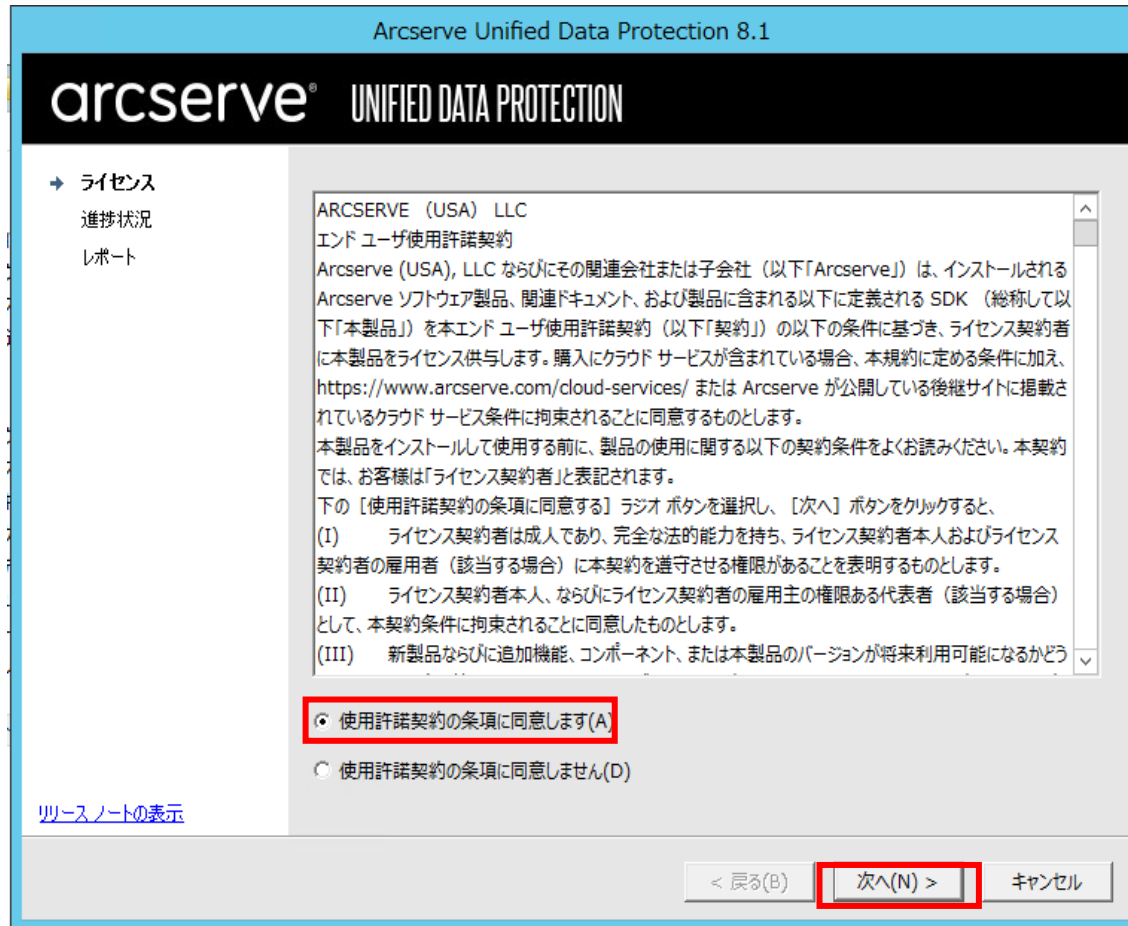 Arcserve Unified Data Protection 8.1
arcserve® UNIFIED DATA PROTECTION
ライセンス
進捗状況
レポート
ARCSERVE （USA） LLC
エンド ユーザ使用許諾契約
Arcserve (USA), LLC ならびにその関連会社または子会社（以下「Arcserve」）は、インストールされる
Arcserve ソフトウェア製品、関連ドキュメント、および製品に含まれる以下に定義される SDK （総称して以
下「本製品」）を本エンド ユーザ使用許諾契約（以下「契約」）の以下の条件に基づき、ライセンス契約者
に本製品をライセンス供与します。購入にクラウド サービスが含まれている場合、本規約に定める条件に加え、
https://www.arcserve.com/cloud-services/ または Arcserve が公開している後継サイトに掲載さ
れているクラウド サービス条件に拘束されることに同意するものとします。
本製品をインストールして使用する前に、製品の使用に関する以下の契約条件をよくお読みください。本契約
では、お客様は「ライセンス契約者」と表記されます。
下の［使用許諾契約の条項に同意する］ラジオ ボタンを選択し、［次へ］ボタンをクリックすると、
(I) ライセンス契約者は成人であり、完全な法的能力を持ち、ライセンス契約者本人およびライセンス
契約者の雇用者（該当する場合）に本契約を遵守させる権限があることを表明するものとします。
(II) ライセンス契約者本人、ならびにライセンス契約者の雇用主の権限ある代表者（該当する場合）
として、本契約条件に拘束されることに同意したものとします。
(III) 新製品ならびに追加機能、コンポーネント、または本製品のバージョンが将来利用可能になるかどう
使用許諾契約の条項に同意します(A)
使用許諾契約の条項に同意しません(D)
リリース ノートの表示
< 戻る(B)
次へ(N) >
キャンセル